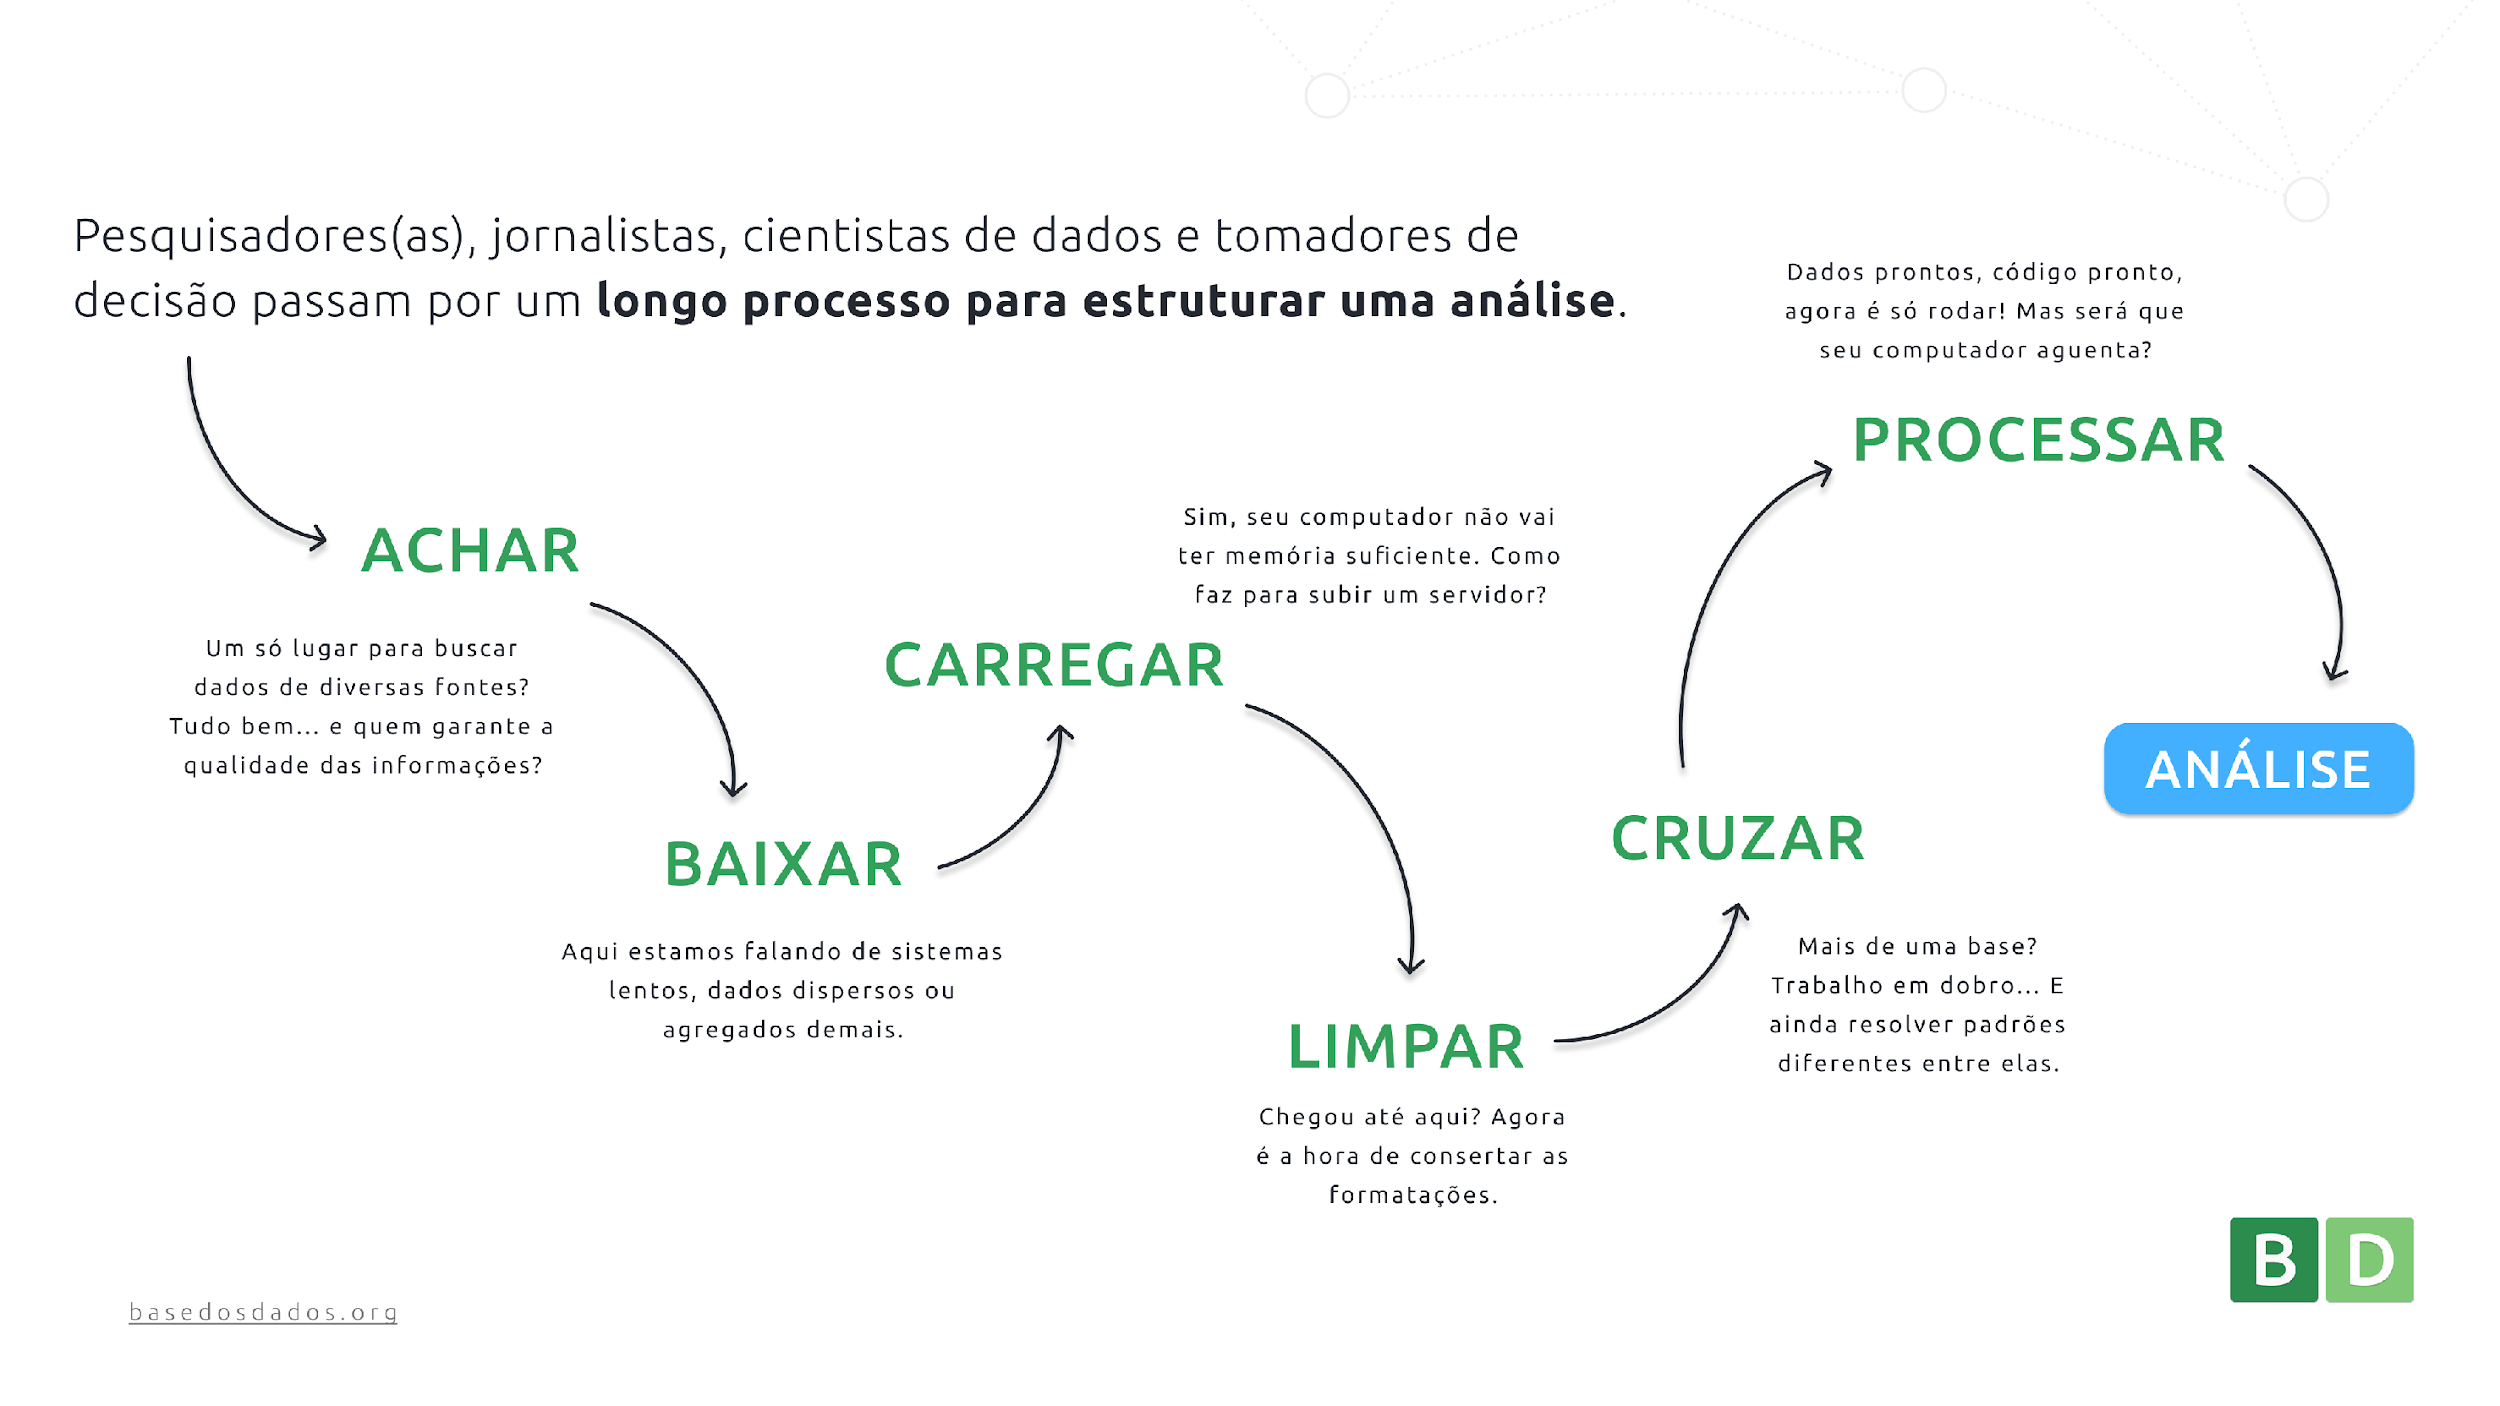 Pesquisadores(as), jornalistas, cientistas de dados e tomadores de
decisão passam por um longo processo para estruturar uma análise.
ACHAR
Um só lugar para buscar
dados de diversas fontes?
Tudo bem... e quem garante a
qualidade das informações?
BAIXAR
Aqui estamos falando de sistemas
lentos, dados dispersos ou
agregados demais.
Sim, seu computador não vai
ter memória suficiente. Como
faz para subir um servidor?
CARREGAR
LIMPAR
Chegou até aqui? Agora
é a hora de consertar as
formatações.
CRUZAR
Mais de uma base?
Trabalho em dobro... E
ainda resolver padrões
diferentes entre elas.
Dados prontos, código pronto,
agora é só rodar! Mas será que
seu computador aguenta?
PROCESSAR
ANÁLISE
basedosdados.org
BD